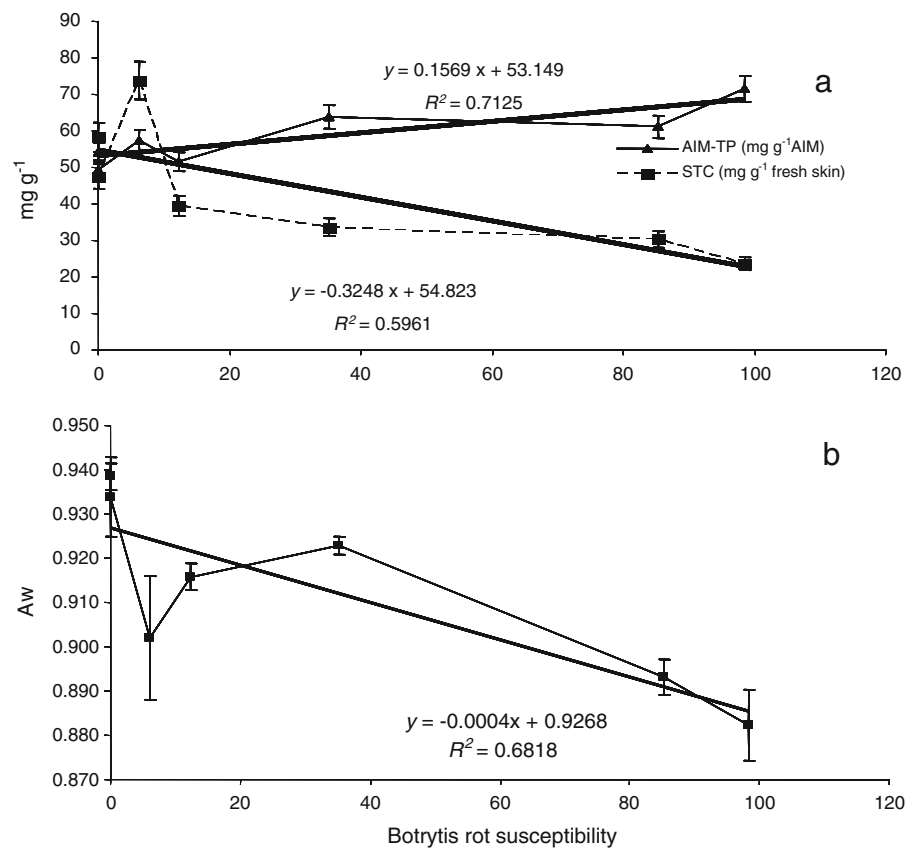 a
90
80
70
60
50
40
30
20
10
0
mg g⁻¹
y = 0.1569 x + 53.149
R² = 0.7125
AIM-TP (mg g⁻¹AIM)
STC (mg g⁻¹ fresh skin)
y = -0.3248 x + 54.823
R² = 0.5961
0 20 40 60 80 100 120
b
0.950
0.940
0.930
0.920
0.910
0.900
0.890
0.880
0.870
Aw
y = -0.0004x + 0.9268
R² = 0.6818
0 20 40 60 80 100 120
Botrytis rot susceptibility